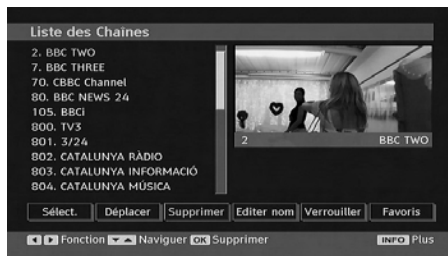 Liste des Chaînes
2. BBC TWO
7. BBC THREE
70. CBBC Channel
80. BBC NEWS 24
105. BBCi
800. TV3
801. 3/24
802. CATALUNYA RÀDIO
803. CATALUNYA INFORMACIÓ
804. CATALUNYA MÚSICA
2 BBC TWO
Sélect. Déplacer Supprimer Editer nom Verrouiller Favoris
Fonction Naviguer OK Supprimer INFO Plus